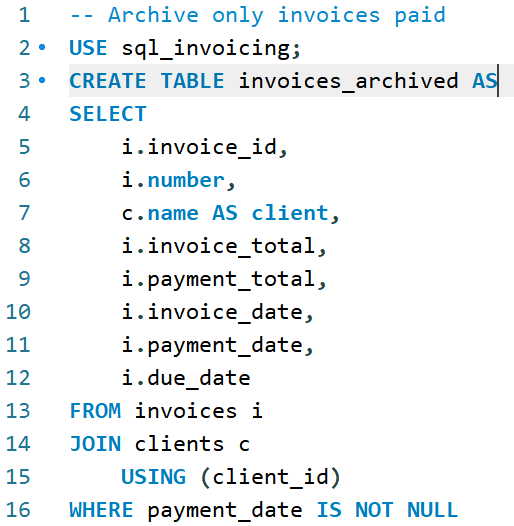 1 -- Archive only invoices paid
2 USE sql_invoicing;
3 CREATE TABLE invoices_archived AS
4 SELECT
5 i.invoice_id,
6 i.number,
7 c.name AS client,
8 i.invoice_total,
9 i.payment_total,
10 i.invoice_date,
11 i.payment_date,
12 i.due_date
13 FROM invoices i
14 JOIN clients c
15 USING (client_id)
16 WHERE payment_date IS NOT NULL